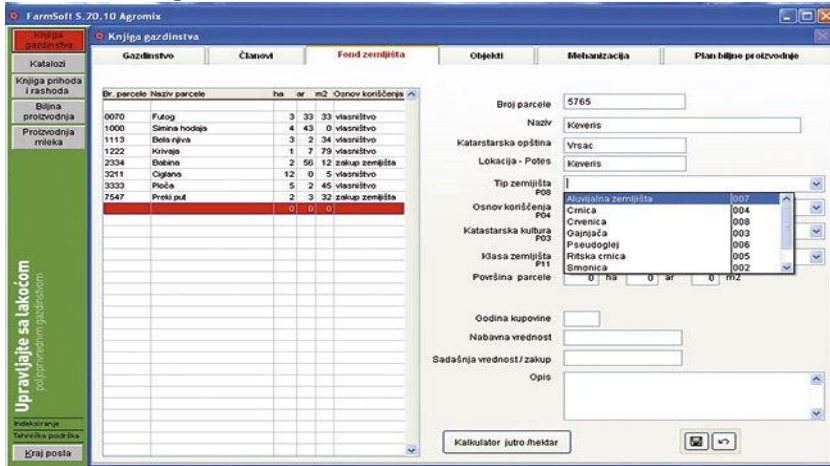 FarmSoft 5.20.10 Agromix
Knjiga gazdinstva
Katalozi
Knjiga prihoda i rashoda
Biljna proizvodnja
Proizvodnja mleka
Upravljajte sa lakoćom
poljoprivrednim gazdinstvom
Indeksiranje
Tehnička podrška
Kraj posla
Knjiga gazdinstva
Gazdinstvo Članovi Fond zemljišta Objekti Mehanizacija Plan biljne proizvodnje
Br. parcele Naziv parcele ha ar m2 Osnov korišćenja
0070 Futog 3 33 33 vlasništvo
1000 Simina hodaja 4 43 0 vlasništvo
1113 Bela njiva 3 2 34 vlasništvo
1222 Krivaja 1 7 79 vlasništvo
2334 Babina 2 56 12 zakup zemljišta
3211 Ciglana 12 0 5 vlasništvo
3333 Ploča 5 2 45 vlasništvo
7547 Preki put 2 3 32 zakup zemljišta
0 0 0
Broj parcele 5765
Naziv Keveris
Katarstarska opština Vrsac
Lokacija - Potes Keveris
Tip zemljišta
P08
Aluvijalna zemljišta 007
Crnica 004
Crvenica 008
Gajnjača 003
Pseudoglej 006
Ritska crnica 005
Smonica 002
Osnov korišćenja
P04
Katastarska kultura
P03
Klasa zemljišta
P11
Površina parcele 0 ha 0 ar 0 m2
Godina kupovine
Nabavna vrednost
Sadašnja vrednost / zakup
Opis
Kalkulator jutro /hektar